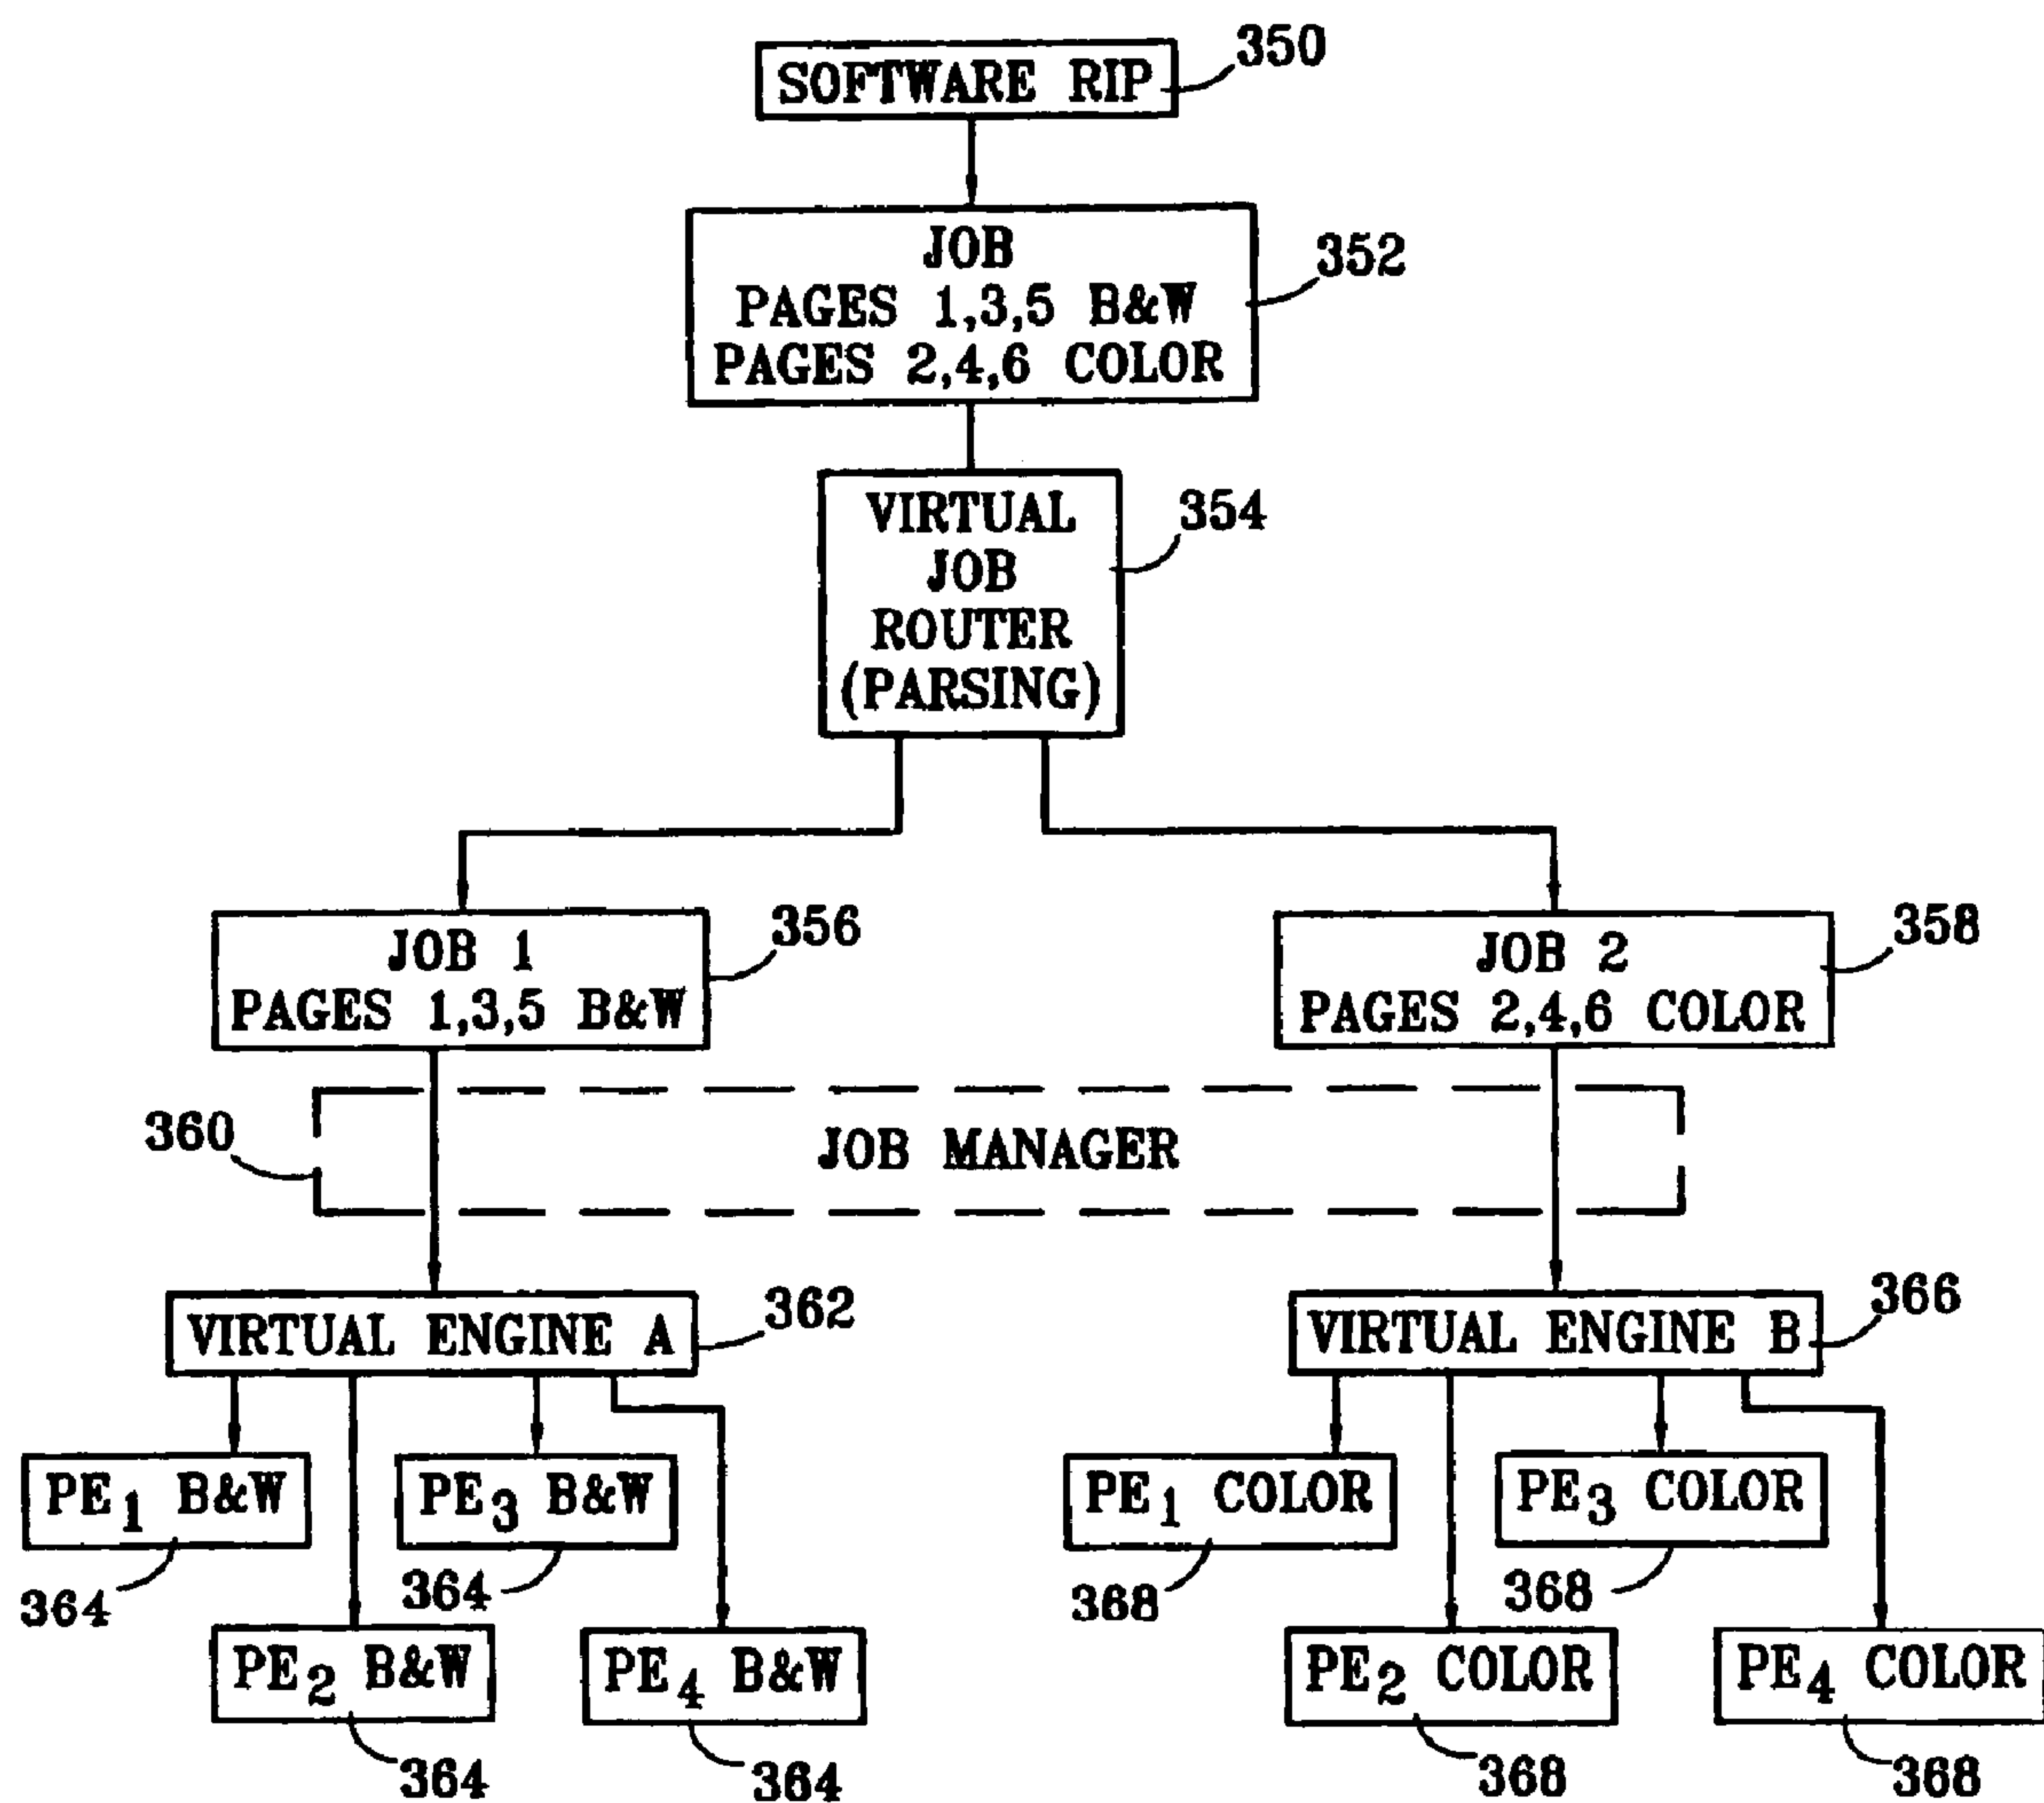 SOFTWARE RIP
350
JOB
PAGES 1,3,5 B&W
PAGES 2,4,6 COLOR
352
VIRTUAL
JOB
ROUTER
(PARSING)
354
JOB 1
PAGES 1,3,5 B&W
356
JOB 2
PAGES 2,4,6 COLOR
358
360
JOB MANAGER
VIRTUAL ENGINE A
362
VIRTUAL ENGINE B
366
PE1 B&W
364
PE3 B&W
364
PE1 COLOR
368
PE3 COLOR
368
PE2 B&W
364
PE4 B&W
364
PE2 COLOR
368
PE4 COLOR
368